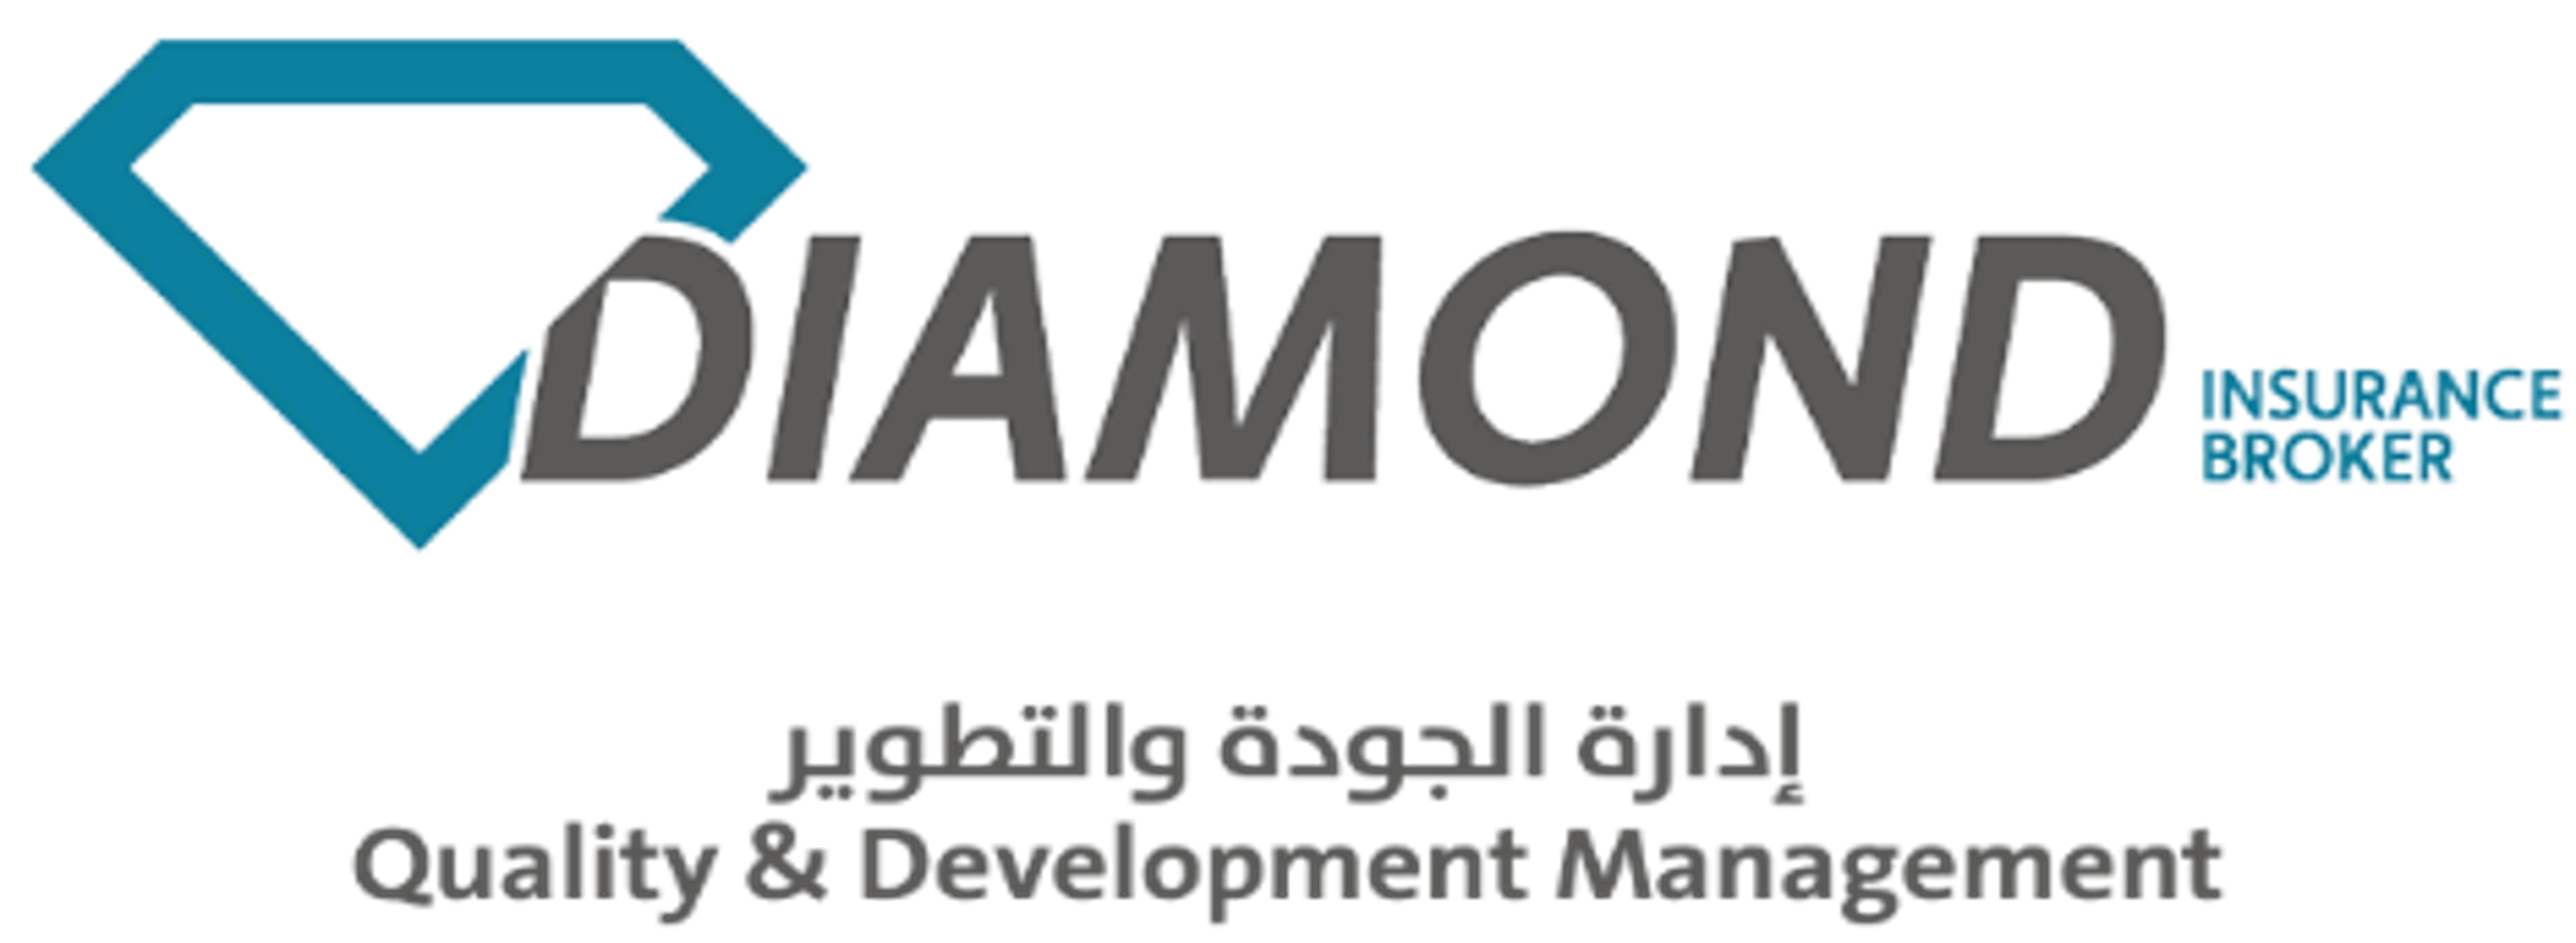 DIAMOND
INSURANCE
BROKER
إدارة الجودة والتطوير
Quality & Development Management